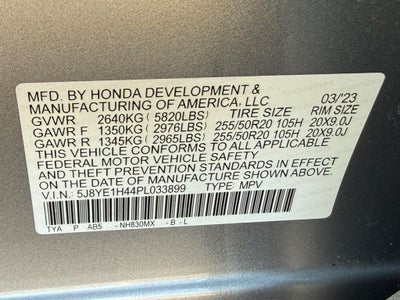 MFD. BY HONDA DEVELOPMENT & 03/'23
MANUFACTURING OF AMERICA, LLC
GVWR 2640KG ( 5820LBS) TIRE SIZE RIM SIZE
GAWR F 1350KG ( 2976LBS) 255/50R20 105H 20X9.0J
GAWR R 1345KG ( 2965LBS) 255/50R20 105H 20X9.0J
THIS VEHICLE CONFORMS TO ALL APPLICABLE
FEDERAL MOTOR VEHICLE SAFETY STANDARDS IN
EFFECT ON THE DATE OF MANUFACTURE SHOWN ABOVE.
V.I.N. 5J8YE1H44PL033899 TYPE: MPV
TYA P AB5 -NH830MX -B -L